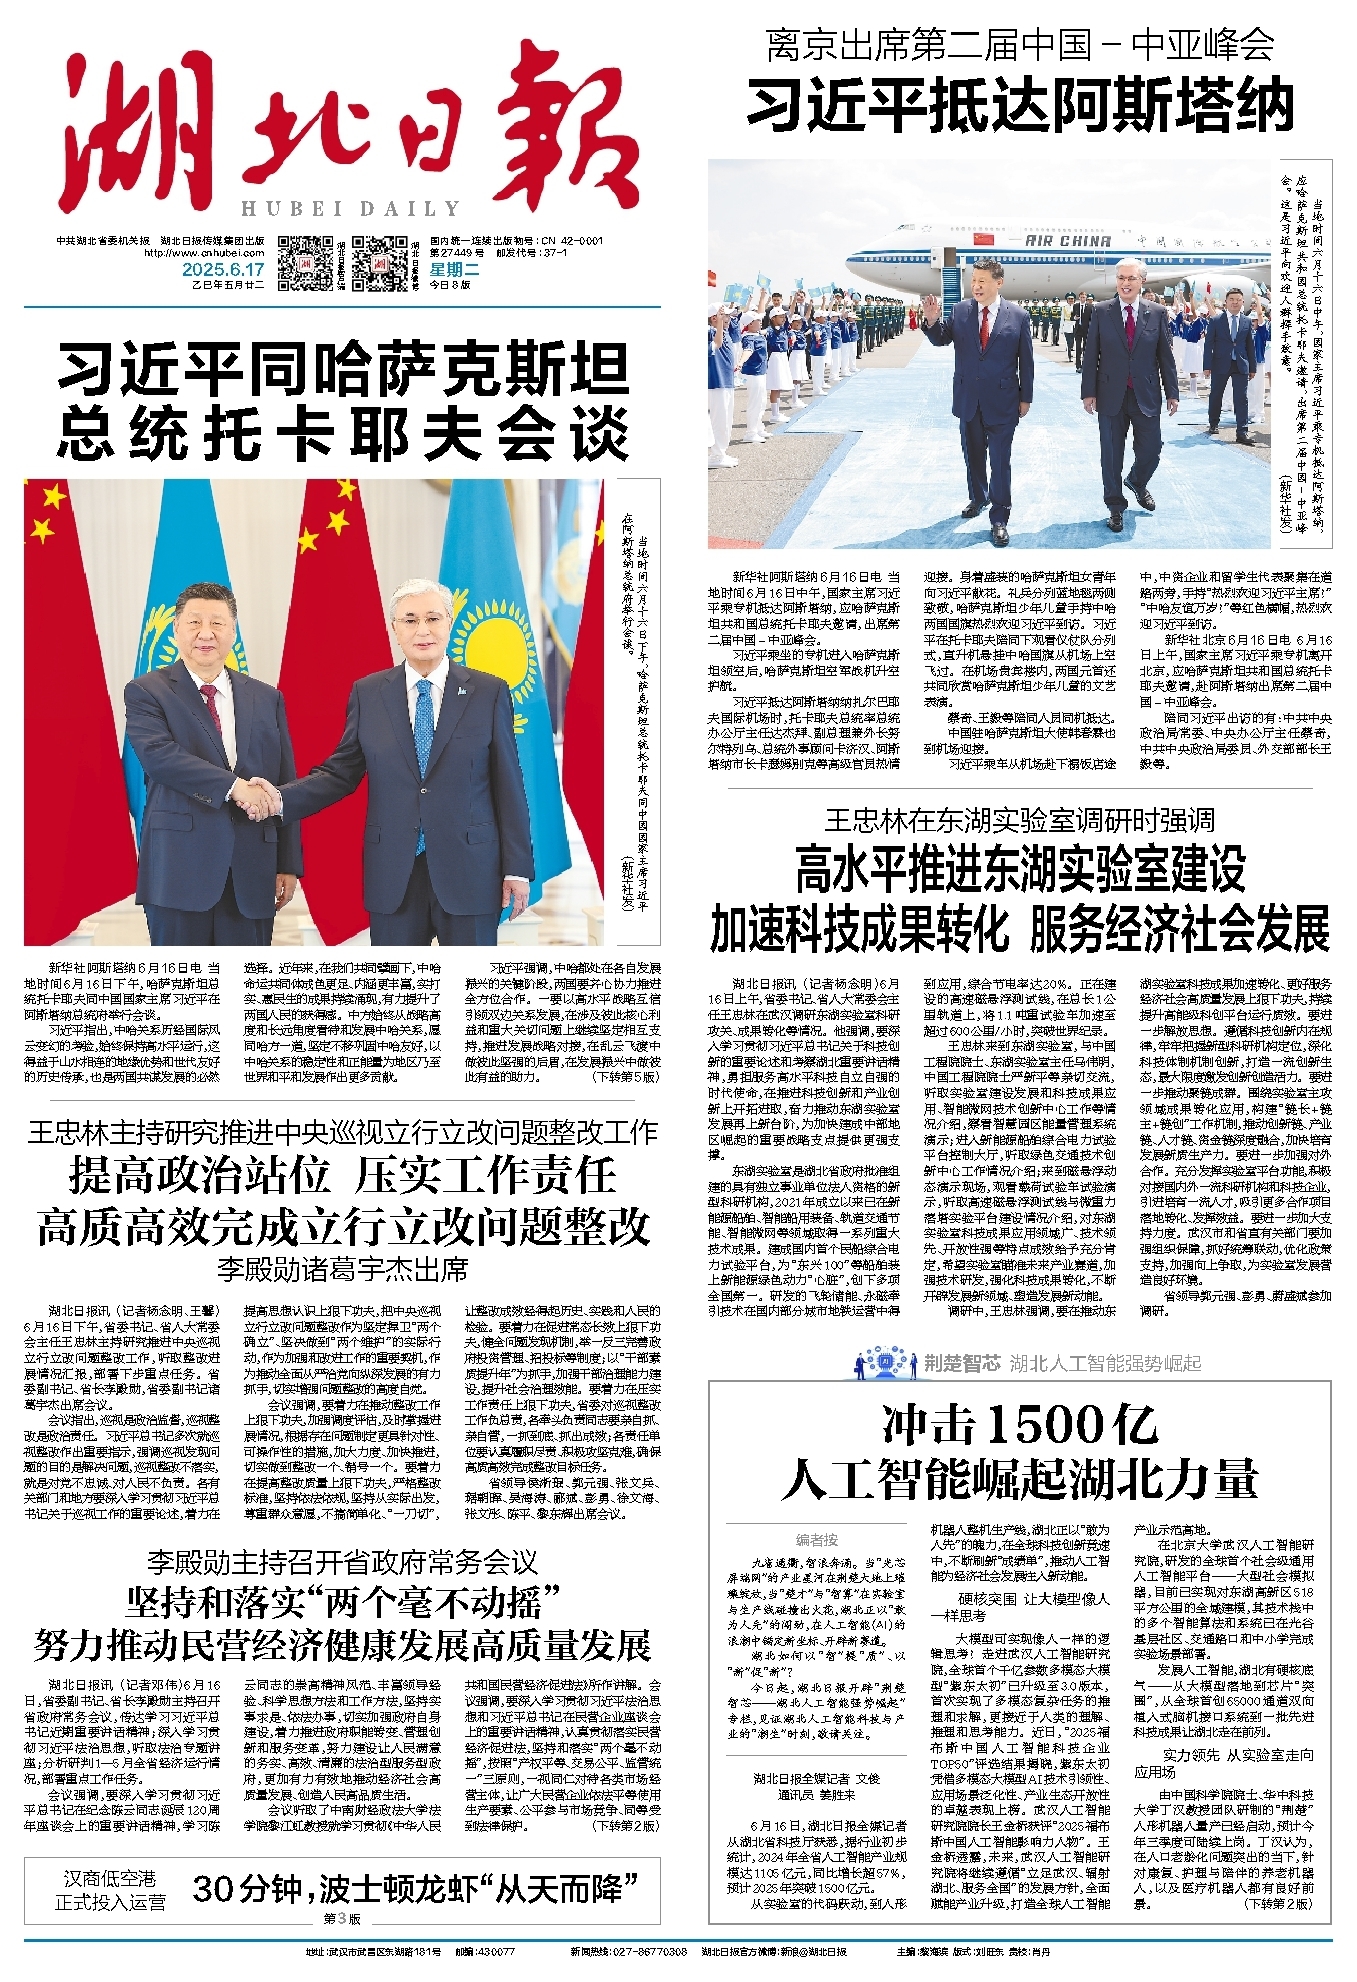 湖北日報
HUBEI DAILY
中共湖北省委机关报 湖北日报传媒集团出版
http://www.cnhubei.com
2025.6.17
乙巳年五月廿二
国内统一连续出版物号:CN 42-0001
第27449号 邮发代号:37-1
星期二
今日8版
习近平同哈萨克斯坦
总统托卡耶夫会谈
当地时间六月十六日下午,哈萨克斯坦总统托卡耶夫同中国国家主席习近平
在阿斯塔纳总统府举行会谈。
(新华社发)
新华社阿斯塔纳6月16日电 当
地时间6月16日下午,哈萨克斯坦总
统托卡耶夫同中国国家主席习近平在
阿斯塔纳总统府举行会谈。
习近平指出,中哈关系历经国际风
云变幻的考验,始终保持高水平运行,这
得益于山水相连的地缘优势和世代友好
的历史传承,也是两国共谋发展的必然
选择。近年来,在我们共同擘画下,中哈
命运共同体成色更足、内涵更丰富,实打
实、惠民生的成果持续涌现,有力提升了
两国人民的获得感。中方始终从战略高
度和长远角度看待和发展中哈关系,愿
同哈方一道,坚定不移巩固中哈友好,以
中哈关系的稳定性和正能量为地区乃至
世界和平和发展作出更多贡献。
习近平强调,中哈都处在各自发展
振兴的关键阶段,两国要齐心协力推进
全方位合作。一要以高水平战略互信
引领双边关系发展,在涉及彼此核心利
益和重大关切问题上继续坚定相互支
持,推进发展战略对接,在乱云飞渡中
做彼此坚强的后盾,在发展振兴中做彼
此有益的助力。 (下转第5版)
王忠林主持研究推进中央巡视立行立改问题整改工作
提高政治站位 压实工作责任
高质高效完成立行立改问题整改
李殿勋诸葛宇杰出席
湖北日报讯(记者杨念明、王馨)
6月16日下午,省委书记、省人大常委
会主任王忠林主持研究推进中央巡视
立行立改问题整改工作,听取整改进
展情况汇报,部署下步重点任务。省
委副书记、省长李殿勋,省委副书记诸
葛宇杰出席会议。
会议指出,巡视是政治监督,巡视整
改是政治责任。习近平总书记多次就巡
视整改作出重要指示,强调巡视发现问
题的目的是解决问题,巡视整改不落实,
就是对党不忠诚、对人民不负责。各有
关部门和地方要深入学习贯彻习近平总
书记关于巡视工作的重要论述,着力在
提高思想认识上狠下功夫,把中央巡视
立行立改问题整改作为坚定捍卫“两个
确立”、坚决做到“两个维护”的实际行
动,作为加强和改进工作的重要契机,作
为推动全面从严治党向纵深发展的有力
抓手,切实增强问题整改的高度自觉。
会议强调,要着力在推动整改工作
上狠下功夫,加强调度评估,及时掌握进
展情况,根据存在问题制定更具针对性、
可操作性的措施,加大力度、加快推进,
切实做到整改一个、销号一个。要着力
在提高整改质量上狠下功夫,严格整改
标准,坚持依法依规,坚持从实际出发,
尊重群众意愿,不搞简单化、“一刀切”,
让整改成效经得起历史、实践和人民的
检验。要着力在促进常态长效上狠下功
夫,健全问题发现机制,举一反三完善政
府投资管理、招投标等制度;以“干部素
质提升年”为抓手,加强干部治理能力建
设,提升社会治理效能。要着力在压实
工作责任上狠下功夫,省委对巡视整改
工作负总责,各牵头负责同志要亲自抓、
亲自管,一抓到底、抓出成效;各责任单
位要认真履职尽责、积极攻坚克难,确保
高质高效完成整改目标任务。
省领导侯淅珉、郭元强、张文兵、
琚朝晖、吴海涛、邵斌、彭勇、徐文海、
张文彤、陈平、黎东辉出席会议。
李殿勋主持召开省政府常务会议
坚持和落实“两个毫不动摇”
努力推动民营经济健康发展高质量发展
湖北日报讯(记者邓伟)6月16
日,省委副书记、省长李殿勋主持召开
省政府常务会议,传达学习习近平总
书记近期重要讲话精神;深入学习贯
彻习近平法治思想,听取法治专题讲
座;分析研判1—5月全省经济运行情
况,部署重点工作任务。
会议强调,要深入学习贯彻习近
平总书记在纪念陈云同志诞辰120周
年座谈会上的重要讲话精神,学习陈
云同志的崇高精神风范、丰富领导经
验、科学思想方法和工作方法,坚持实
事求是、依法办事,切实加强政府自身
建设,着力推进政府职能转变、管理创
新和服务变革,努力建设让人民满意
的务实、高效、清廉的法治型服务型政
府,更加有力有效地推动经济社会高
质量发展、创造人民高品质生活。
会议听取了中南财经政法大学法
学院黎江虹教授就学习贯彻《中华人民
共和国民营经济促进法》所作讲解。会
议强调,要深入学习贯彻习近平法治思
想和习近平总书记在民营企业座谈会
上的重要讲话精神,认真贯彻落实民营
经济促进法,坚持和落实“两个毫不动
摇”,按照“产权平等、交易公平、监管统
一”三原则,一视同仁对待各类市场经
营主体,让广大民营企业依法平等使用
生产要素、公平参与市场竞争、同等受
到法律保护。 (下转第2版)
汉商低空港
正式投入运营
30分钟,波士顿龙虾“从天而降”
第3版
离京出席第二届中国-中亚峰会
习近平抵达阿斯塔纳
AIR CHINA
当地时间六月十六日中午,国家主席习近平乘专机抵达阿斯塔纳,
应哈萨克斯坦共和国总统托卡耶夫邀请,出席第二届中国-中亚峰
会。这是习近平向欢迎人群挥手致意。
(新华社发)
新华社阿斯塔纳6月16日电 当
地时间6月16日中午,国家主席习近
平乘专机抵达阿斯塔纳,应哈萨克斯
坦共和国总统托卡耶夫邀请,出席第
二届中国-中亚峰会。
习近平乘坐的专机进入哈萨克斯
坦领空后,哈萨克斯坦空军战机升空
护航。
习近平抵达阿斯塔纳纳扎尔巴耶
夫国际机场时,托卡耶夫总统率总统
办公厅主任达杰拜、副总理兼外长努
尔特列乌、总统外事顾问卡济汉、阿斯
塔纳市长卡瑟姆别克等高级官员热情
迎接。身着盛装的哈萨克斯坦女青年
向习近平献花。礼兵分列蓝地毯两侧
致敬,哈萨克斯坦少年儿童手持中哈
两国国旗热烈欢迎习近平到访。习近
平在托卡耶夫陪同下观看仪仗队分列
式,直升机悬挂中哈国旗从机场上空
飞过。在机场贵宾楼内,两国元首还
共同欣赏哈萨克斯坦少年儿童的文艺
表演。
蔡奇、王毅等陪同人员同机抵达。
中国驻哈萨克斯坦大使韩春霖也
到机场迎接。
习近平乘车从机场赴下榻饭店途
中,中资企业和留学生代表聚集在道
路两旁,手持“热烈欢迎习近平主席!”
“中哈友谊万岁!”等红色横幅,热烈欢
迎习近平到访。
新华社北京6月16日电 6月16
日上午,国家主席习近平乘专机离开
北京,应哈萨克斯坦共和国总统托卡
耶夫邀请,赴阿斯塔纳出席第二届中
国-中亚峰会。
陪同习近平出访的有:中共中央
政治局常委、中央办公厅主任蔡奇,
中共中央政治局委员、外交部部长王
毅等。
王忠林在东湖实验室调研时强调
高水平推进东湖实验室建设
加速科技成果转化 服务经济社会发展
湖北日报讯(记者杨念明)6月
16日上午,省委书记、省人大常委会主
任王忠林在武汉调研东湖实验室科研
攻关、成果转化等情况。他强调,要深
入学习贯彻习近平总书记关于科技创
新的重要论述和考察湖北重要讲话精
神,勇担服务高水平科技自立自强的
时代使命,在推进科技创新和产业创
新上开拓进取,奋力推动东湖实验室
发展再上新台阶,为加快建成中部地
区崛起的重要战略支点提供更强支
撑。
东湖实验室是湖北省政府批准组
建的具有独立事业单位法人资格的新
型科研机构,2021年成立以来已在新
能源船舶、智能船用装备、轨道交通节
能、智能微网等领域取得一系列重大
技术成果。建成国内首个民船综合电
力试验平台,为“东兴100”等船舶装
上新能源绿色动力“心脏”,创下多项
全国第一。研发的飞轮储能、永磁牵
引技术在国内部分城市地铁运营中得
到应用,综合节电率达20%。正在建
设的高速磁悬浮测试线,在总长1公
里轨道上,将1.1吨重试验车加速至
超过600公里/小时,突破世界纪录。
王忠林来到东湖实验室,与中国
工程院院士、东湖实验室主任马伟明,
中国工程院院士严新平等亲切交流,
听取实验室建设发展和科技成果应
用、智能微网技术创新中心工作等情
况介绍,察看智慧园区能量管理系统
演示;进入新能源船舶综合电力试验
平台控制大厅,听取绿色交通技术创
新中心工作情况介绍;来到磁悬浮动
态演示现场,观看载荷试验车试验演
示,听取高速磁悬浮测试线与微重力
落塔实验平台建设情况介绍,对东湖
实验室科技成果应用领域广、技术领
先、开放性强等特点成效给予充分肯
定,希望实验室瞄准未来产业赛道,加
强技术研发,强化科技成果转化,不断
开辟发展新领域、塑造发展新动能。
调研中,王忠林强调,要在推动东
湖实验室科技成果加速转化、更好服务
经济社会高质量发展上狠下功夫,持续
提升高能级科创平台运行质效。要进
一步解放思想。遵循科技创新内在规
律,牢牢把握新型科研机构定位,深化
科技体制机制创新,打造一流创新生
态,最大限度激发创新创造活力。要进
一步推动聚链成群。围绕实验室主攻
领域成果转化应用,构建“链长+链
主+链创”工作机制,推动创新链、产业
链、人才链、资金链深度融合,加快培育
发展新质生产力。要进一步加强对外
合作。充分发挥实验室平台功能,积极
对接国内外一流科研机构和科技企业,
引进培育一流人才,吸引更多合作项目
落地转化、发挥效益。要进一步加大支
持力度。武汉市和省直有关部门要加
强组织保障,抓好统筹联动,优化政策
支持,加强向上争取,为实验室发展营
造良好环境。
省领导郭元强、彭勇、蔚盛斌参加
调研。
荆楚智芯 湖北人工智能强势崛起
冲击1500亿
人工智能崛起湖北力量
编者按
九省通衢,智浪奔涌。当“光芯
屏端网”的产业星河在荆楚大地上璀
璨绽放,当“楚才”与“智算”在实验室
与生产线碰撞出火花,湖北正以“敢
为人先”的闯劲,在人工智能(AI)的
浪潮中锚定新坐标、开辟新赛道。
湖北如何以“智”提“质”、以
“新”促“新”?
今日起,湖北日报开辟“荆楚
智芯——湖北人工智能强势崛起”
专栏,见证湖北人工智能科技与产
业的“潮生”时刻,敬请关注。
湖北日报全媒记者 文俊
通讯员 姜胜来
6月16日,湖北日报全媒记者
从湖北省科技厅获悉,据行业初步
统计,2024年全省人工智能产业规
模达1105亿元,同比增长超57%,
预计2025年突破1500亿元。
从实验室的代码跃动,到人形
机器人整机生产线,湖北正以“敢为
人先”的魄力,在全球科技创新竞速
中,不断刷新“成绩单”,推动人工智
能为经济社会发展注入新动能。
硬核突围 让大模型像人
一样思考
大模型可实现像人一样的逻
辑思考!走进武汉人工智能研究
院,全球首个千亿参数多模态大模
型“紫东太初”已升级至3.0版本,
首次实现了多模态复杂任务的推
理和求解,更接近于人类的理解、
推理和思考能力。近日,“2025福
布斯中国人工智能科技企业
TOP50”评选结果揭晓,紫东太初
凭借多模态大模型AI技术引领性、
应用场景泛化性、产业生态开放性
的卓越表现上榜。武汉人工智能
研究院院长王金桥获评“2025福布
斯中国人工智能影响力人物”。王
金桥透露,未来,武汉人工智能研
究院将继续遵循“立足武汉、辐射
湖北、服务全国”的发展方针,全面
赋能产业升级,打造全球人工智能
产业示范高地。
在北京大学武汉人工智能研
究院,研发的全球首个社会级通用
人工智能平台——大型社会模拟
器,目前已实现对东湖高新区518
平方公里的全域建模,其技术栈中
的多个智能算法和系统已在光谷
基层社区、交通路口和中小学完成
实验场景部署。
发展人工智能,湖北有硬核底
气——从大模型落地到芯片“突
围”,从全球首创65000通道双向
植入式脑机接口系统到一批先进
科技成果让湖北走在前列。
实力领先 从实验室走向
应用场
由中国科学院院士、华中科技
大学丁汉教授团队研制的“荆楚”
人形机器人量产已经启动,预计今
年三季度可陆续上岗。丁汉认为,
在人口老龄化问题突出的当下,针
对康复、护理与陪伴的养老机器
人,以及医疗机器人都有良好前
景。 (下转第2版)
地址:武汉市武昌区东湖路181号 邮编:430077 新闻热线:027-86770308 湖北日报官方微博:新浪@湖北日报 主编:黎海滨 版式:刘旺东 责校:肖丹